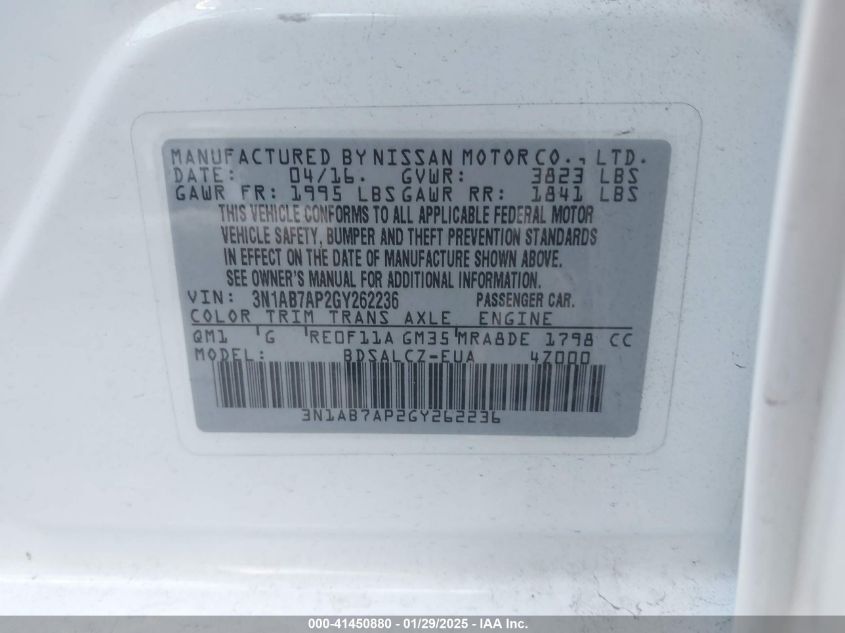 MANUFACTURED BY NISSAN MOTOR CO., LTD.
DATE: 04/16. GVWR: 3823 LBS
GAWR FR: 1995 LBS GAWR RR: 1841 LBS
THIS VEHICLE CONFORMS TO ALL APPLICABLE FEDERAL MOTOR
VEHICLE SAFETY, BUMPER AND THEFT PREVENTION STANDARDS
IN EFFECT ON THE DATE OF MANUFACTURE SHOWN ABOVE.
SEE OWNER'S MANUAL FOR ADDITIONAL INFORMATION.
VIN: 3N1AB7AP2GY262236 PASSENGER CAR.
COLOR TRIM TRANS AXLE ENGINE
QM1 G RE0F11A GM35 MRA8DE 1798 CC
MODEL: BDSALCZ-EUA 4Z000
3N1AB7AP2GY262236
000-41450880 - 01/29/2025 - IAA Inc.